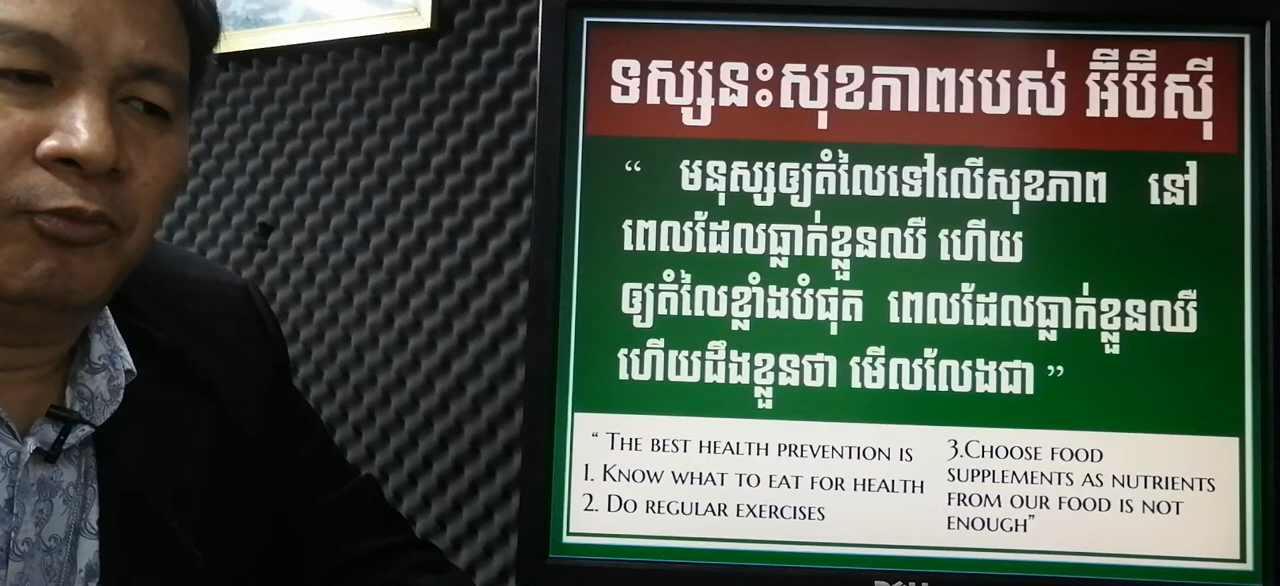 ទស្សនះសុខភាពរបស់ អ៊ីប៊ីស៊ី
“ មនុស្សឲ្យតំលៃទៅលើសុខភាព នៅ
ពេលដែលធ្លាក់ខ្លួនឈឺ ហើយ
ឲ្យតំលៃខ្លាំងបំផុត ពេលដែលធ្លាក់ខ្លួនឈឺ
ហើយដឹងខ្លួនថា មើលលែងជា ”
“ The best health prevention is
1. Know what to eat for health
2. Do regular exercises
3.Choose food
supplements as nutrients
from our food is not
enough”